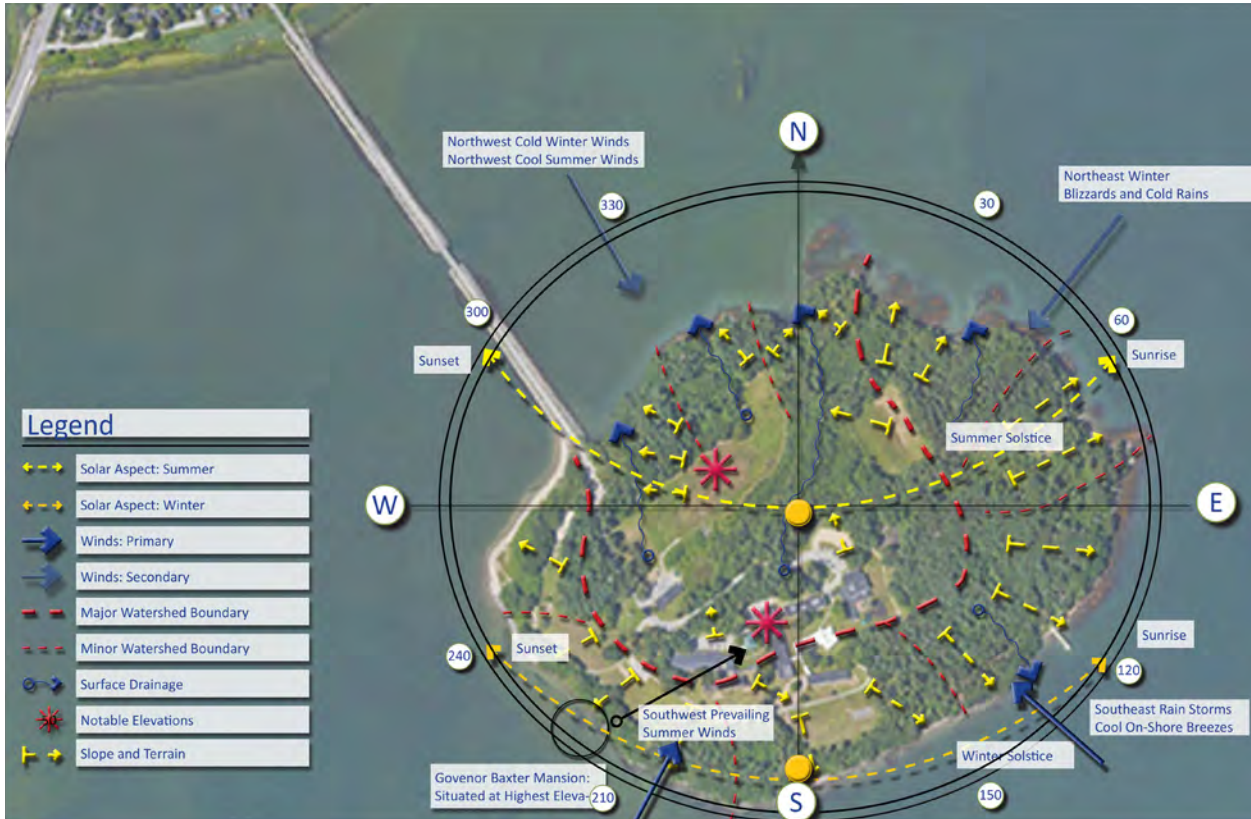 N
Northwest Cold Winter Winds
Northwest Cool Summer Winds
Northeast Winter
Blizzards and Cold Rains
330
30
300
60
Sunset
Sunrise
Legend
Solar Aspect: Summer
Solar Aspect: Winter
Winds: Primary
Winds: Secondary
Major Watershed Boundary
Minor Watershed Boundary
Surface Drainage
Notable Elevations
Slope and Terrain
Summer Solstice
W
E
240
Sunset
Sunrise
120
Southwest Prevailing
Summer Winds
Southeast Rain Storms
Cool On-Shore Breezes
Winter Solstice
Govenor Baxter Mansion:
Situated at Highest Eleva-
210
S
150